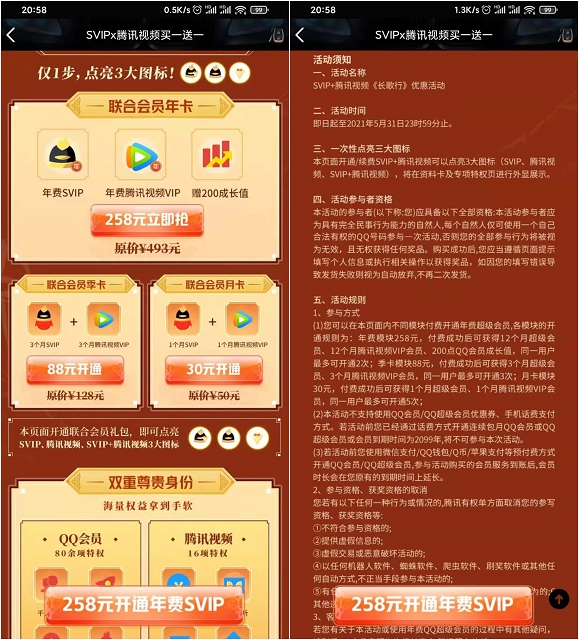 20:58
0.5K/s
99
SVIPx腾讯视频买一送一
仅1步,点亮3大图标!
联合会员年卡
年
年
年费SVIP
年费腾讯视频VIP
赠200成长值
258元立即抢
原价¥493元
联合会员季卡
联合会员月卡
+
+
3个月SVIP
3个月腾讯视频VIP
1个月SVIP
1个月腾讯视频VIP
88元开通
30元开通
原价¥128元
原价¥50元
本页面开通联合会员礼包,即可点亮
SVIP、腾讯视频、SVIP+腾讯视频3大图标
双重尊贵身份
海量权益拿到手软
QQ会员
80余项特权
腾讯视频
16项特权
258元开通年费SVIP
20:58
1.3K/s
99
SVIPx腾讯视频买一送一
活动须知
一、活动名称
SVIP+腾讯视频《长歌行》优惠活动
二、活动时间
即日起至2021年5月31日23时59分止。
三、一次性点亮三大图标
本页面开通/续费SVIP+腾讯视频可以点亮3大图标(SVIP、腾讯视
频、SVIP+腾讯视频),将在资料卡及专项特权页进行外显展示。
四、活动参与者资格
本活动的参与者(以下称:您)应具备以下全部资格:本活动参与者应
为具有完全民事行为能力的自然人,每个自然人仅可使用一个自己
合法有权的QQ号码参与一次活动,否则您的全部参与行为将被视
为无效,且无权获得任何奖品。购买成功后,您应当遵循页面提示
填写个人信息或执行相关操作以获得奖品,如因您的填写错误导
致发货失败则视为自动放弃,不再二次发货。
五、活动规则
1、参与方式
(1)您可以在本页面内不同模块付费开通年费超级会员,各模块的开
通规则为：年费模块258元，付费成功后可获得12个月超级会
员、12个月腾讯视频VIP会员、200点QQ会员成长值，同一用户
最多可开通2次；季卡模块88元，付费成功后可获得3个月超级会
员、3个月腾讯视频VIP会员，同一用户最多可开通3次；月卡模块
30元，付费成功后可获得1个月超级会员、1个月腾讯视频VIP会
员，同一用户最多可开通5次；
(2)本活动不支持使用QQ会员/QQ超级会员优惠券、手机话费支付
方式。若活动前您已经通过话费方式开通连续包月QQ会员或QQ
超级会员或会员到期时间为2099年,将不可参与本次活动。
(3)若活动前您使用微信支付/QQ钱包/Q币/苹果支付等预付费方式
开通QQ会员/QQ超级会员,参与活动购买的会员服务到账后,会员
时长会在您原有的到期时间上延长。
2、参与资格、获奖资格的取消
您若有以下任何一种行为或情况的,腾讯有权单方面取消您的参写
资格、获奖资格等:
①不符合参与资格的;
②提供虚假信息的;
③虚假交易或恶意破坏活动的;
④以任何机器人软件、蜘蛛软件、爬虫软件、刷奖软件或其他任
何自动方式,不正当手段参与本活动的;
258元开通年费SVIP
若您有关于本活动或使用年费QQ超级会员的过程中有其他疑问，